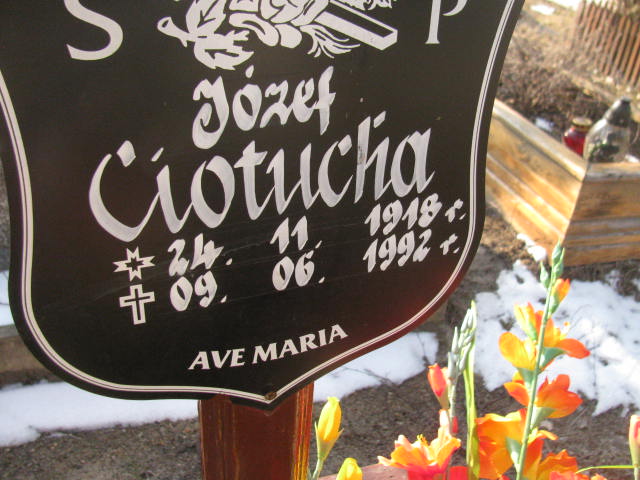 S P
Józef
Ciotucha
24. 11. 1918 r.
09. 06. 1992 r.
AVE MARIA